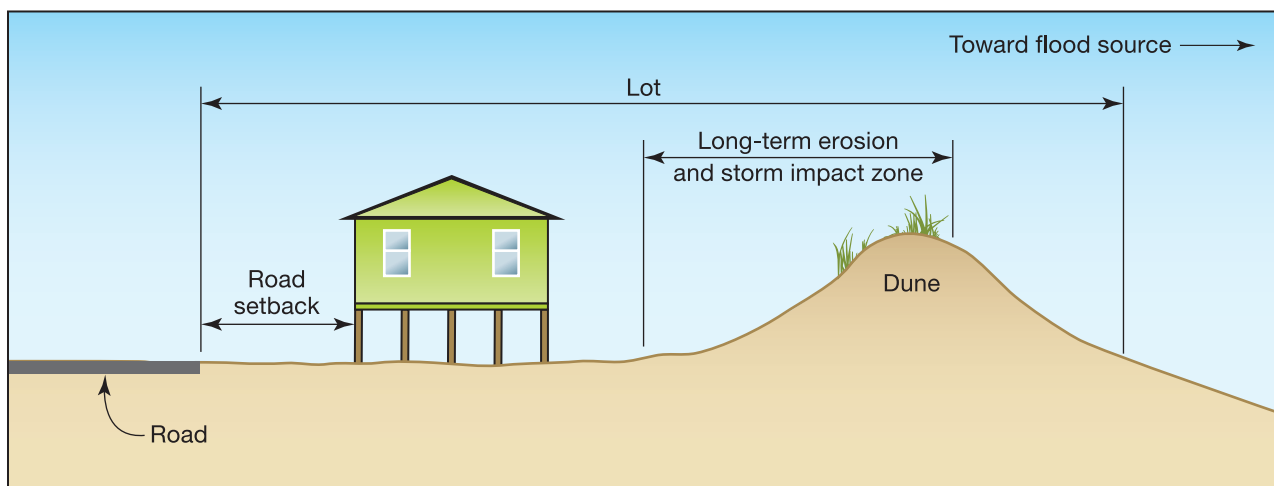 Toward flood source
Lot
Long-term erosion
and storm impact zone
Road
setback
Dune
Road